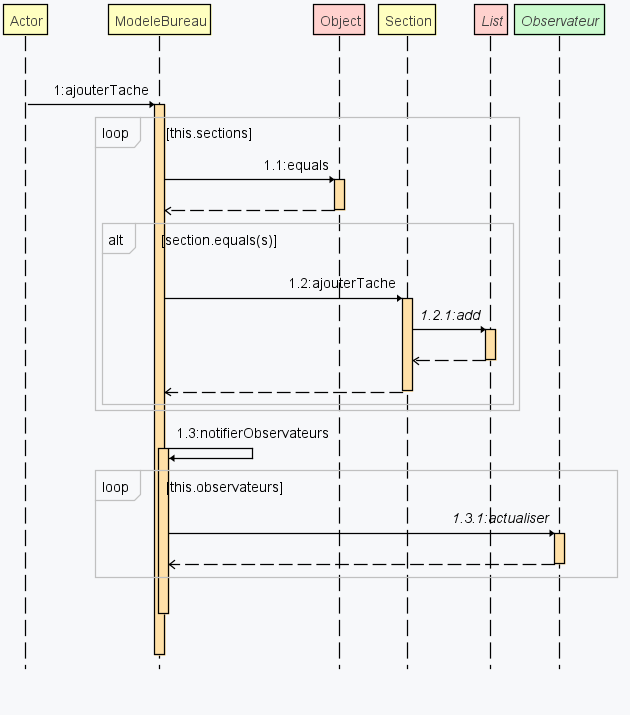 Actor
ModeleBureau
Object
Section
List
Observateur
1:ajouterTache
loop
[this.sections]
1.1:equals
alt
[section.equals(s)]
1.2:ajouterTache
1.2.1:add
1.3:notifierObservateurs
loop
[this.observateurs]
1.3.1:actualiser